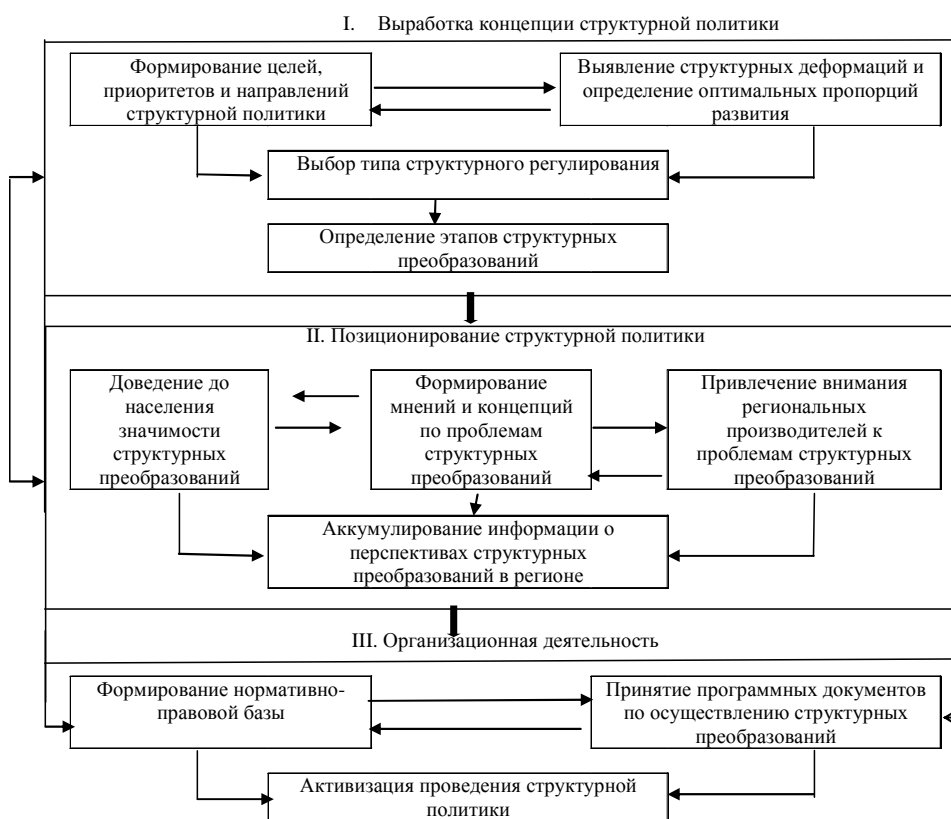 I. Выработка концепции структурной политики
Формирование целей,
приоритетов и направлений
структурной политики
Выявление структурных деформаций и
определение оптимальных пропорций
развития
Выбор типа структурного регулирования
Определение этапов структурных
преобразований
II. Позиционирование структурной политики
Доведение до
населения
значимости
структурных
преобразований
Формирование
мнений и концепций
по проблемам
структурных
преобразований
Привлечение внимания
региональных
производителей к
проблемам структурных
преобразований
Аккумулирование информации о
перспективах структурных
преобразований в регионе
III. Организационная деятельность
Формирование нормативно-
правовой базы
Принятие программных документов
по осуществлению структурных
преобразований
Активизация проведения структурной
политики